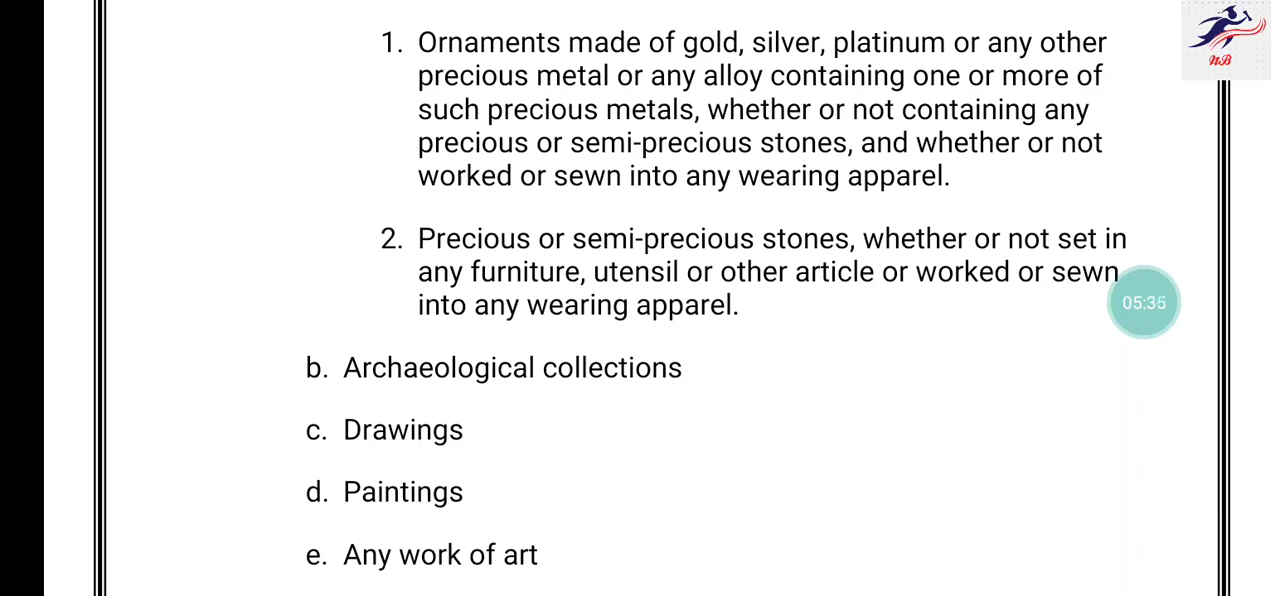 1. Ornaments made of gold, silver, platinum or any other
precious metal or any alloy containing one or more of
such precious metals, whether or not containing any
precious or semi-precious stones, and whether or not
worked or sewn into any wearing apparel.
2. Precious or semi-precious stones, whether or not set in
any furniture, utensil or other article or worked or sewn
into any wearing apparel.
b. Archaeological collections
c. Drawings
d. Paintings
e. Any work of art
NB
05:35